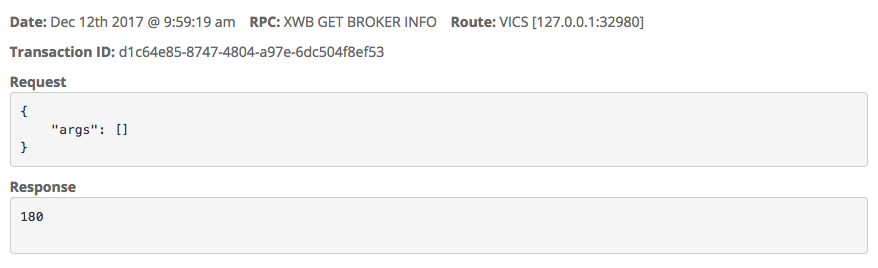 Date: Dec 12th 2017 @ 9:59:19 am RPC: XWB GET BROKER INFO Route: VICS [127.0.0.1:32980]
Transaction ID: d1c64e85-8747-4804-a97e-6dc504f8ef53
Request
{
    "args": []
}
Response
180